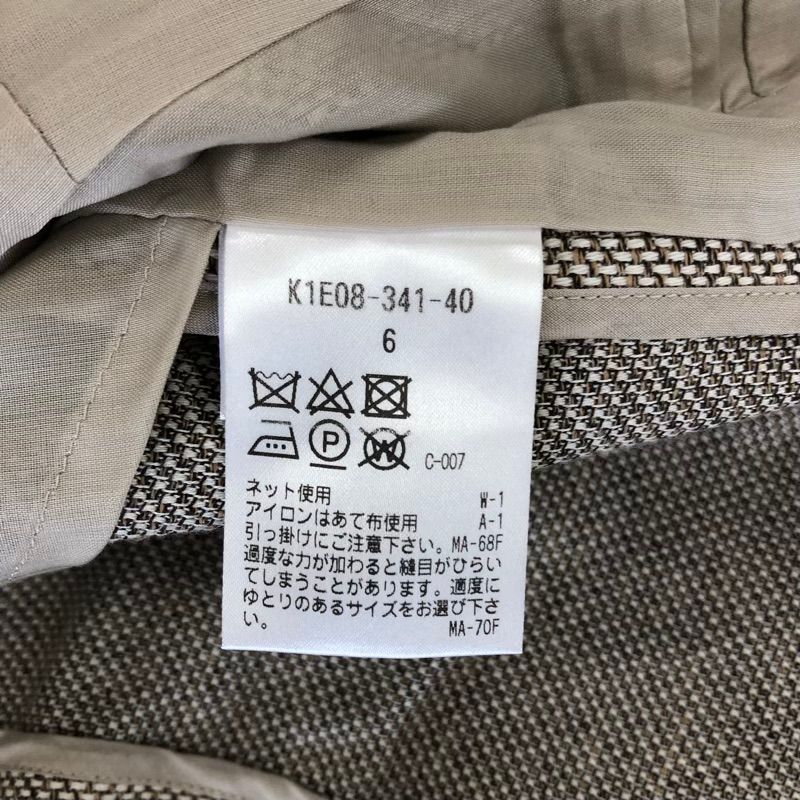 K1E08-341-40
6
P W C-007
ネット使用 W-1
アイロンはあて布使用 A-1
引っ掛けにご注意下さい。MA-68F
過度な力が加わると縫目がひらい
てしまうことがあります。適度に
ゆとりのあるサイズをお選び下さ
い。 MA-70F